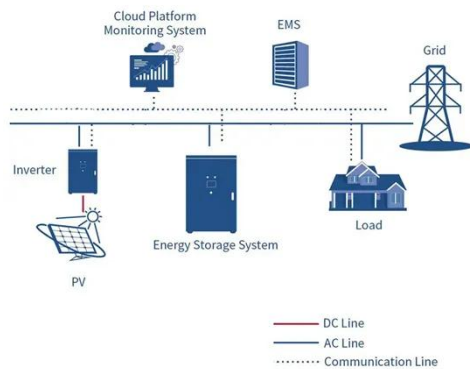 Cloud Platform
Monitoring System
EMS
Grid
Inverter
Energy Storage System
Load
PV
DC Line
AC Line
Communication Line